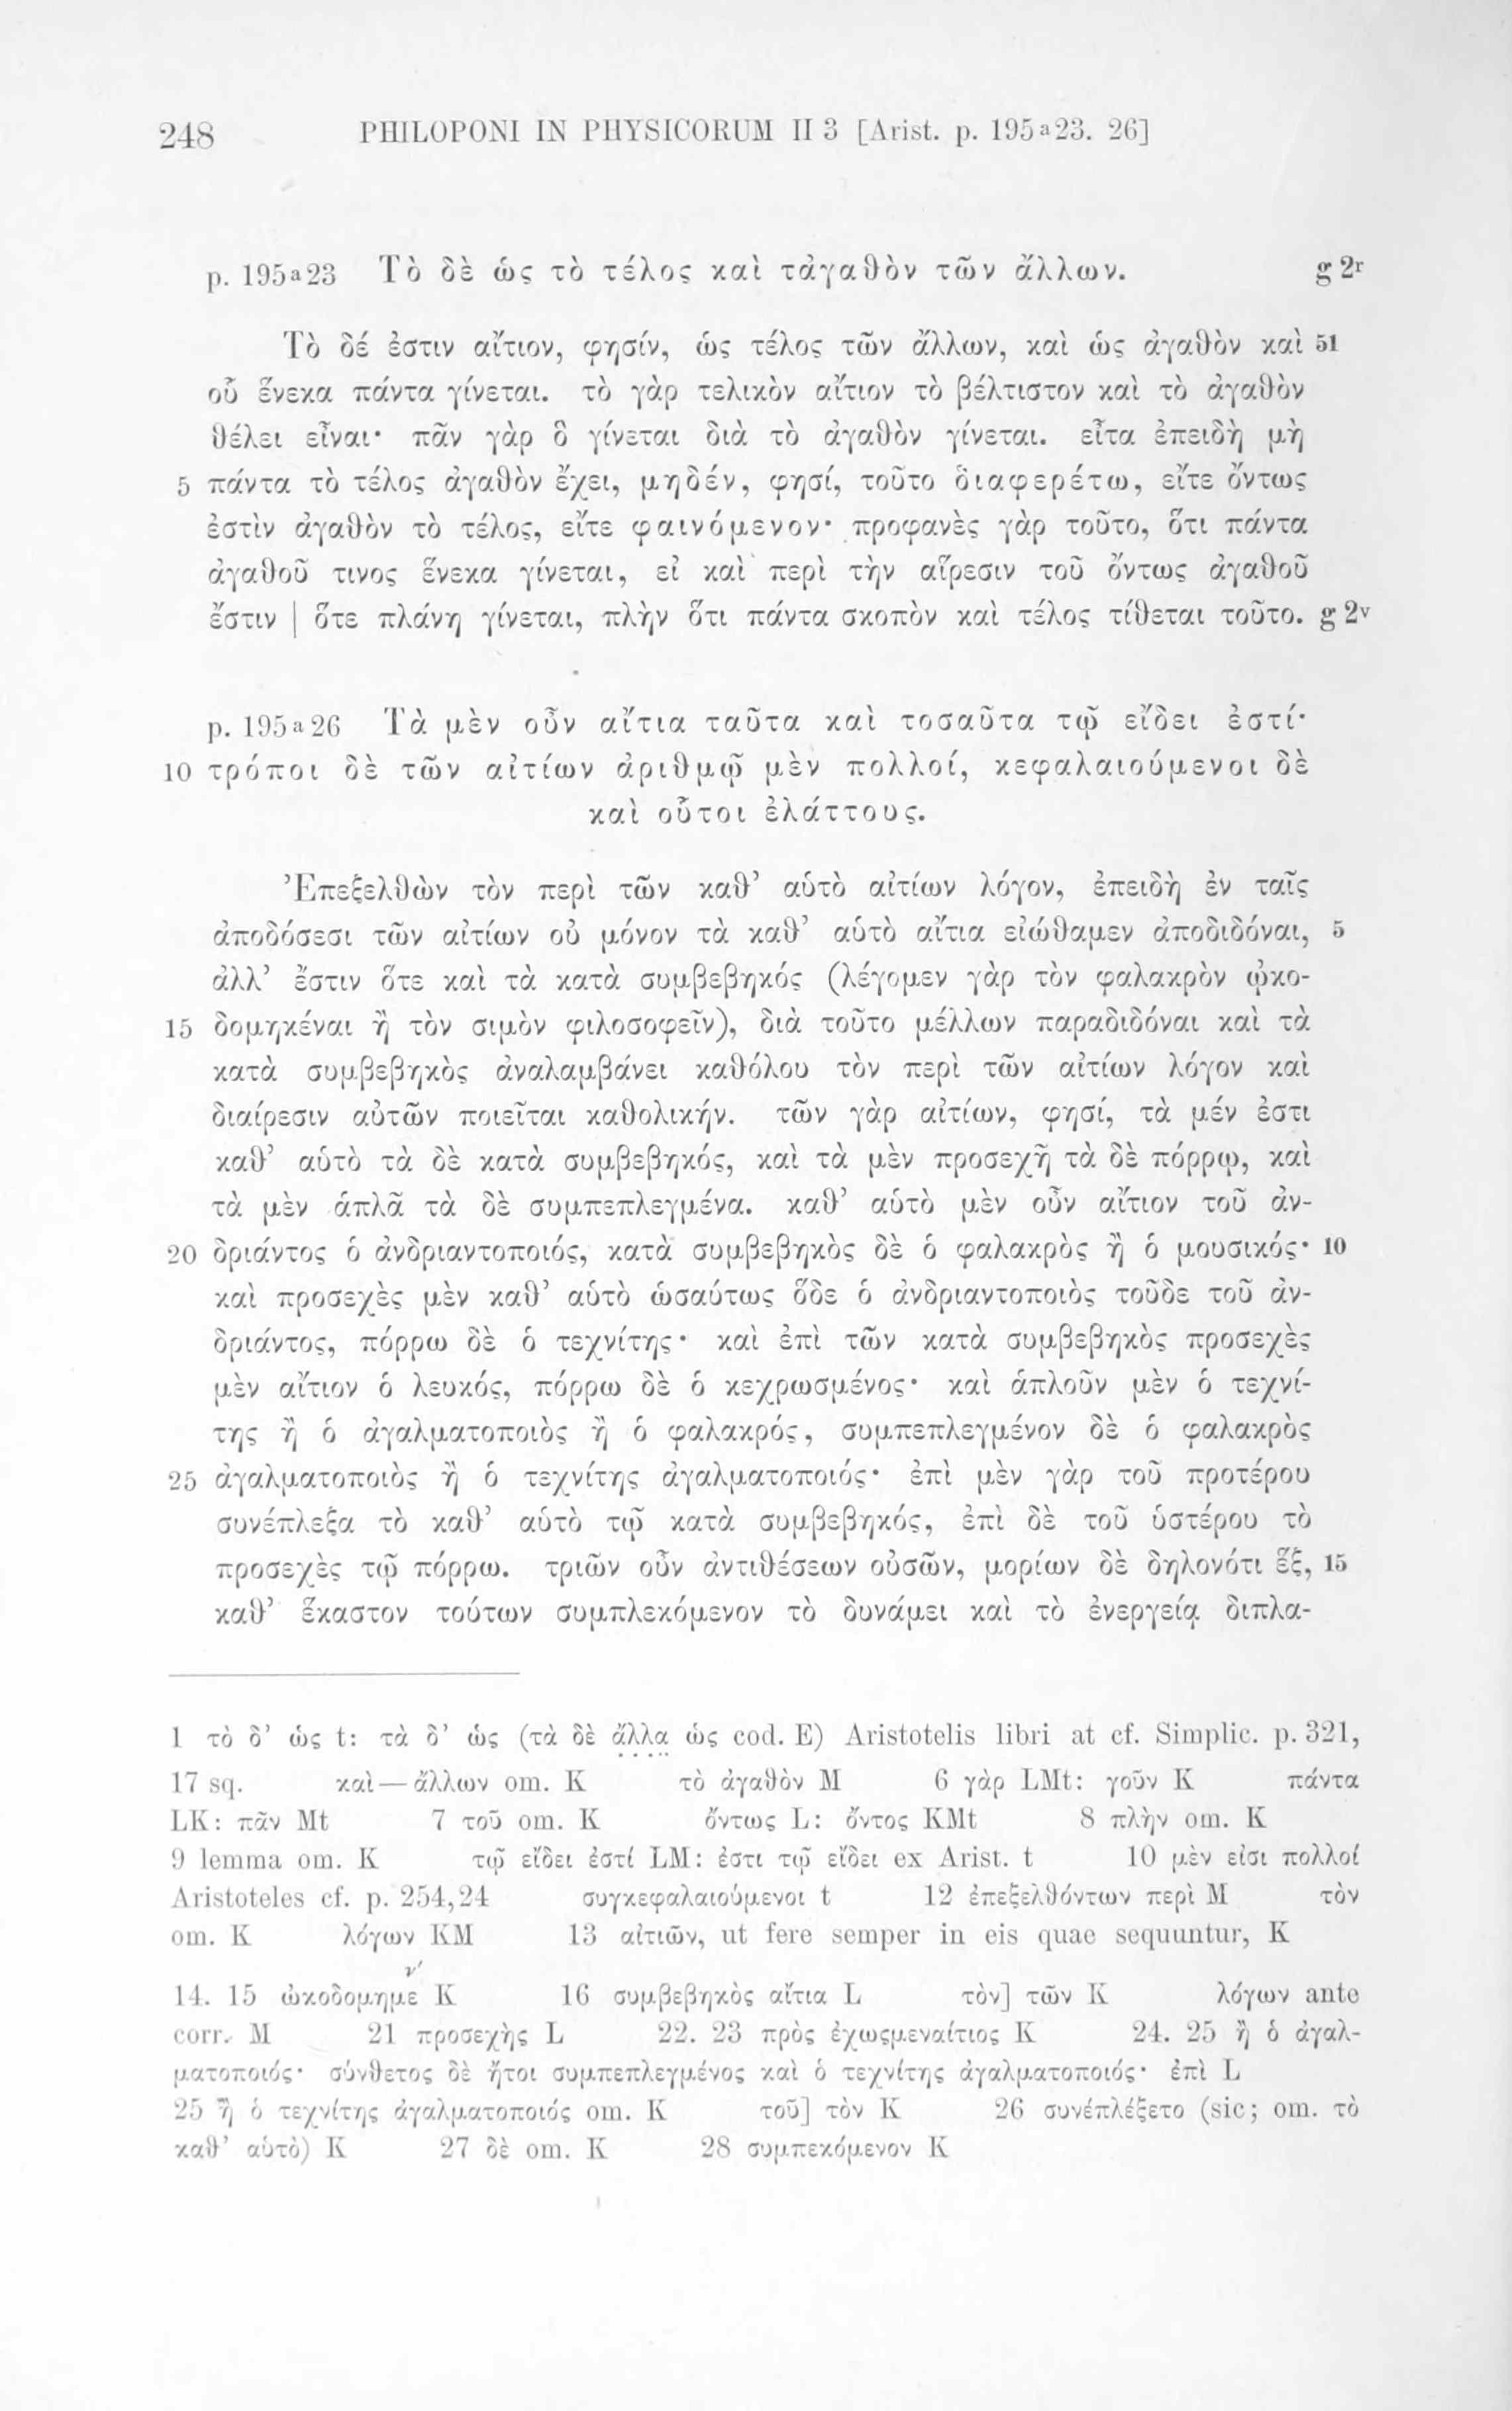 248 PHILOPONI IN PHYSICORUM II 3 [Arist. p. 195a23. 26]
p. 195a23 Τὸ δὲ ὡς τὸ τέλος καὶ τἀγαθὸν τῶν ἄλλων. g 2r
Τὸ δέ ἐστιν αἴτιον, φησίν, ὡς τέλος τῶν ἄλλων, καὶ ὡς ἀγαθὸν καὶ 51
οὗ ἕνεκα πάντα γίνεται. τὸ γὰρ τελικὸν αἴτιον τὸ βέλτιστον καὶ τὸ ἀγαθὸν
θέλει εἶναι· πᾶν γὰρ ὃ γίνεται διὰ τὸ ἀγαθὸν γίνεται. εἶτα ἐπειδὴ μὴ
5 πάντα τὸ τέλος ἀγαθὸν ἔχει, μηδέν, φησί, τοῦτο διαφερέτω, εἴτε ὄντως
ἐστὶν ἀγαθὸν τὸ τέλος, εἴτε φαινόμενον· προφανὲς γὰρ τοῦτο, ὅτι πάντα
ἀγαθοῦ τινος ἕνεκα γίνεται, εἰ καὶ περὶ τὴν αἵρεσιν τοῦ ὄντως ἀγαθοῦ
ἔστιν | ὅτε πλάνη γίνεται, πλὴν ὅτι πάντα σκοπὸν καὶ τέλος τίθεται τοῦτο. g 2v
p. 195a26 Τὰ μὲν οὖν αἴτια ταῦτα καὶ τοσαῦτα τῷ εἴδει ἐστί·
10 τρόποι δὲ τῶν αἰτίων ἀριθμῷ μὲν πολλοί, κεφαλαιούμενοι δὲ
καὶ οὗτοι ἐλάττους.
Ἐπεξελθὼν τὸν περὶ τῶν καθ’ αὑτὸ αἰτίων λόγον, ἐπειδὴ ἐν ταῖς
ἀποδόσεσι τῶν αἰτίων οὐ μόνον τὰ καθ’ αὑτὸ αἴτια εἰώθαμεν ἀποδιδόναι, 5
ἀλλ’ ἔστιν ὅτε καὶ τὰ κατὰ συμβεβηκός (λέγομεν γὰρ τὸν φαλακρὸν ᾠκο-
15 δομηκέναι ἢ τὸν σιμὸν φιλοσοφεῖν), διὰ τοῦτο μέλλων παραδιδόναι καὶ τὰ
κατὰ συμβεβηκὸς ἀναλαμβάνει καθόλου τὸν περὶ τῶν αἰτίων λόγον καὶ
διαίρεσιν αὐτῶν ποιεῖται καθολικήν. τῶν γὰρ αἰτίων, φησί, τὰ μέν ἐστι
καθ’ αὑτὸ τὰ δὲ κατὰ συμβεβηκός, καὶ τὰ μὲν προσεχῆ τὰ δὲ πόρρω, καὶ
τὰ μὲν ἁπλᾶ τὰ δὲ συμπεπλεγμένα. καθ’ αὑτὸ μὲν οὖν αἴτιον τοῦ ἀν-
20 δριάντος ὁ ἀνδριαντοποιός, κατὰ συμβεβηκὸς δὲ ὁ φαλακρὸς ἢ ὁ μουσικός· 10
καὶ προσεχὲς μὲν καθ’ αὑτὸ ὡσαύτως ὅδε ὁ ἀνδριαντοποιὸς τοῦδε τοῦ ἀν-
δριάντος, πόρρω δὲ ὁ τεχνίτης· καὶ ἐπὶ τῶν κατὰ συμβεβηκὸς προσεχὲς
μὲν αἴτιον ὁ λευκός, πόρρω δὲ ὁ κεχρωσμένος· καὶ ἁπλοῦν μὲν ὁ τεχνί-
της ἢ ὁ ἀγαλματοποιὸς ἢ ὁ φαλακρός, συμπεπλεγμένον δὲ ὁ φαλακρὸς
25 ἀγαλματοποιὸς ἢ ὁ τεχνίτης ἀγαλματοποιός· ἐπὶ μὲν γὰρ τοῦ προτέρου
συνέπλεξα τὸ καθ’ αὑτὸ τῷ κατὰ συμβεβηκός, ἐπὶ δὲ τοῦ ὑστέρου τὸ
προσεχὲς τῷ πόρρω. τριῶν οὖν ἀντιθέσεων οὐσῶν, μορίων δὲ δηλονότι ἕξ, 15
καθ’ ἕκαστον τούτων συμπλεκόμενον τὸ δυνάμει καὶ τὸ ἐνεργείᾳ διπλα-
1 τὸ δ’ ὡς t: τὰ δ’ ὡς (τὰ δὲ ἄλλα ὡς cod. E) Aristotelis libri at cf. Simplic. p. 321,
17 sq. καὶ—ἄλλων om. K τὸ ἀγαθὸν M 6 γὰρ LMt: γοῦν K πάντα
LK: πᾶν Mt 7 τοῦ om. K ὄντως L: ὄντος KMt 8 πλὴν om. K
9 lemma om. K τῷ εἴδει ἐστί LM: ἐστι τῷ εἴδει ex Arist. t 10 μὲν εἰσι πολλοί
Aristoteles cf. p. 254,24 συγκεφαλαιούμενοι t 12 ἐπεξελθόντων περὶ M τὸν
om. K λόγων KM 13 αἰτιῶν, ut fere semper in eis quae sequuntur, K
14. 15 ὠκοδομημεν' K 16 συμβεβηκὸς αἴτια L τὸν] τῶν K λόγων ante
corr. M 21 προσεχὴς L 22. 23 πρὸς ἐχωςμεναίτιος K 24. 25 ἢ ὁ ἀγαλ-
ματοποιός· σύνθετος δὲ ἤτοι συμπεπλεγμένος καὶ ὁ τεχνίτης ἀγαλματοποιός· ἐπὶ L
25 ἢ ὁ τεχνίτης ἀγαλματοποιός om. K τοῦ] τὸν K 26 συνέπλέξετο (sic; om. τὸ
καθ’ αὑτὸ) K 27 δὲ om. K 28 συμπεκόμενον K